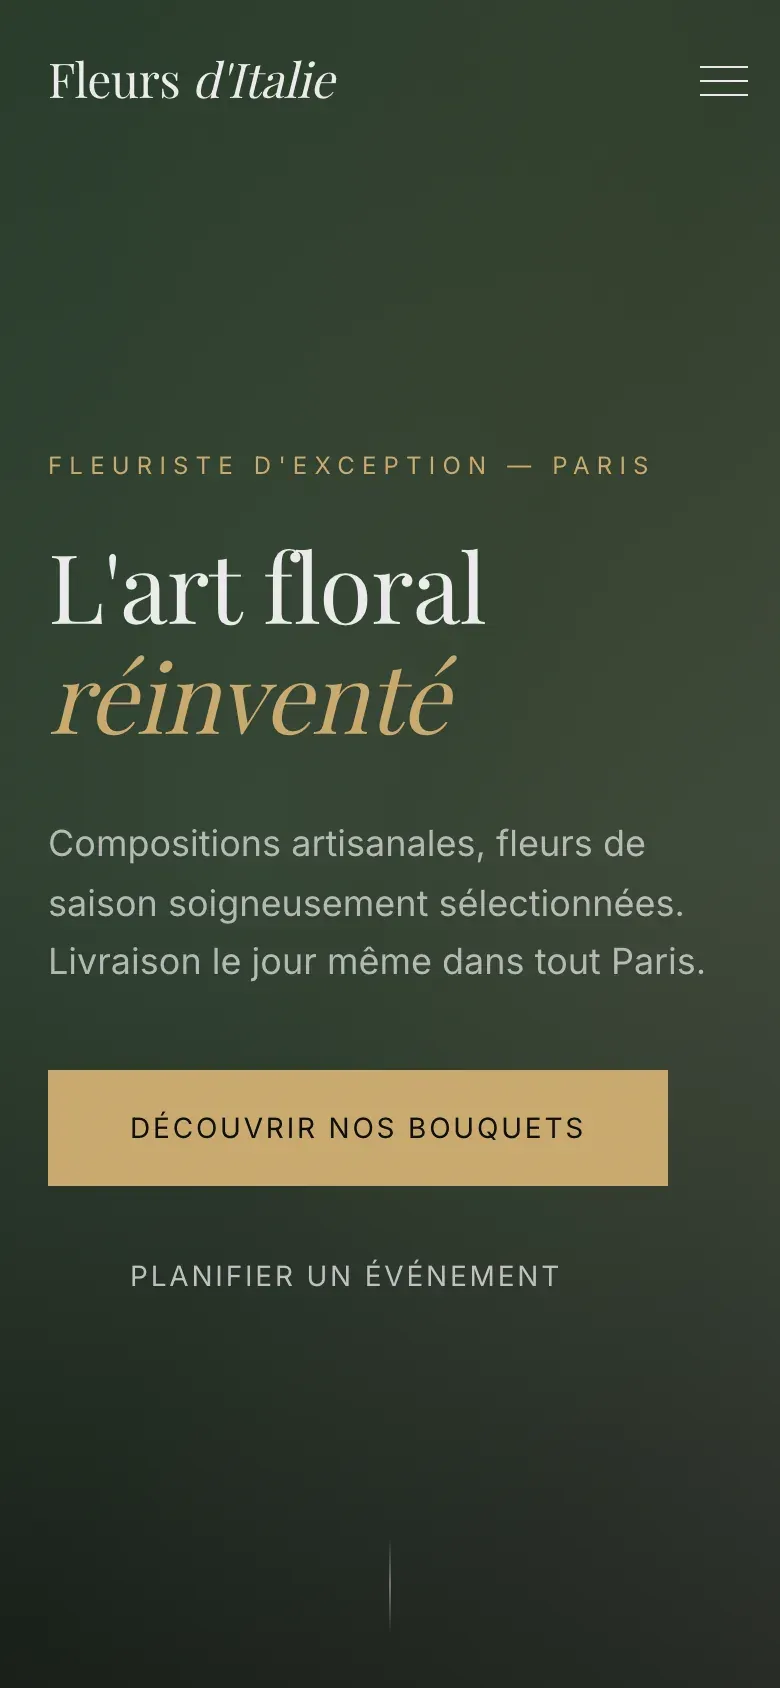 Fleurs d'Italie
FLEURISTE D'EXCEPTION — PARIS
L'art floral
réinventé
Compositions artisanales, fleurs de
saison soigneusement sélectionnées.
Livraison le jour même dans tout Paris.
DÉCOUVRIR NOS BOUQUETS
PLANIFIER UN ÉVÉNEMENT